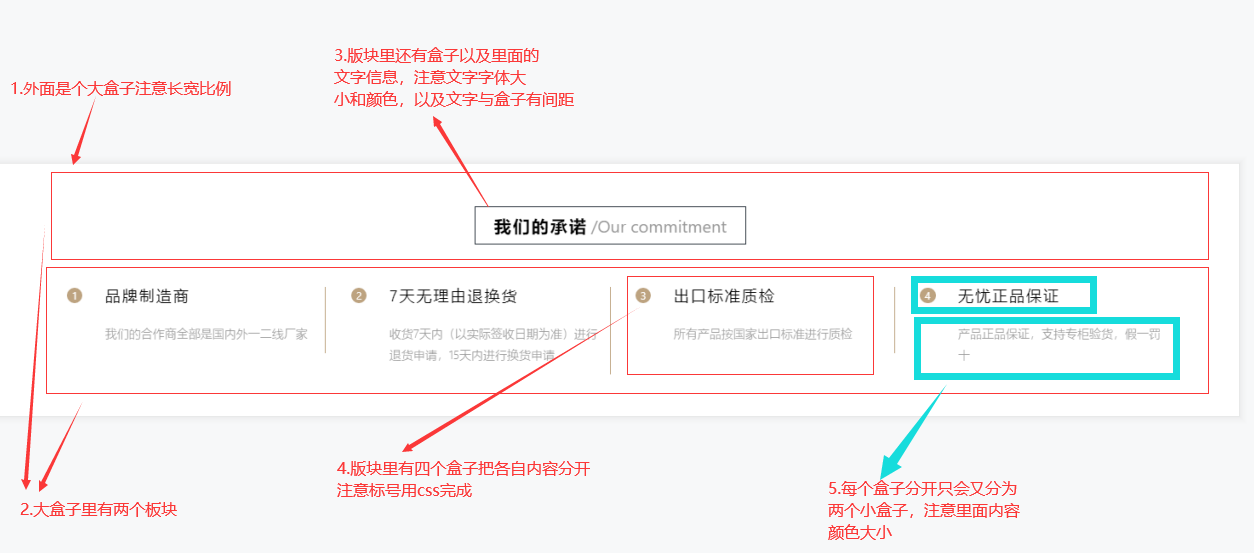 3.版块里还有盒子以及里面的
文字信息，注意文字字体大
小和颜色，以及文字与盒子有间距
1.外面是个大盒子注意长宽比例
我们的承诺 /Our commitment
1 品牌制造商
我们的合作商全部是国内外一二线厂家
2 7天无理由退换货
收货7天内（以实际签收日期为准）进行
退货申请，15天内进行换货申请
3 出口标准质检
所有产品按国家出口标准进行质检
4 无忧正品保证
产品正品保证，支持专柜验货，假一罚
十
4.版块里有四个盒子把各自内容分开
注意标号用css完成
2.大盒子里有两个板块
5.每个盒子分开只会又分为
两个小盒子，注意里面内容
颜色大小